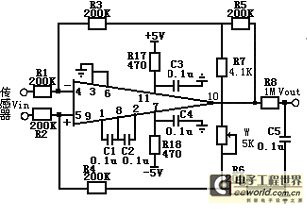 R3
200K
R5
200K
+5V
R17
470
C3
0.1u
R7
4.1K
R1
200K
传
感
器
Vin
R2
200K
-
+
4
3
6
5
9
1
8
2
7
11
10
R8
1M
Vout
C4
0.1u
W
5K
C5
0.1u
C1
C2
0.1u
0.1u
R18
470
-5V
R4
200K
R6
电子工程世界
eeworld.com.cn